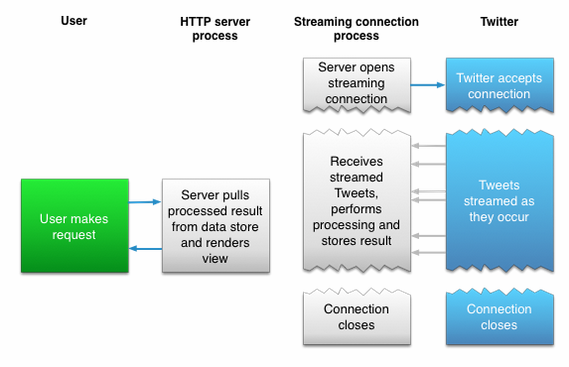 User
HTTP server
process
Streaming connection
process
Twitter
Server opens
streaming
connection
Twitter accepts
connection
User makes
request
Server pulls
processed result
from data store
and renders
view
Receives
streamed
Tweets,
performs
processing and
stores result
Tweets
streamed as
they occur
Connection
closes
Connection
closes